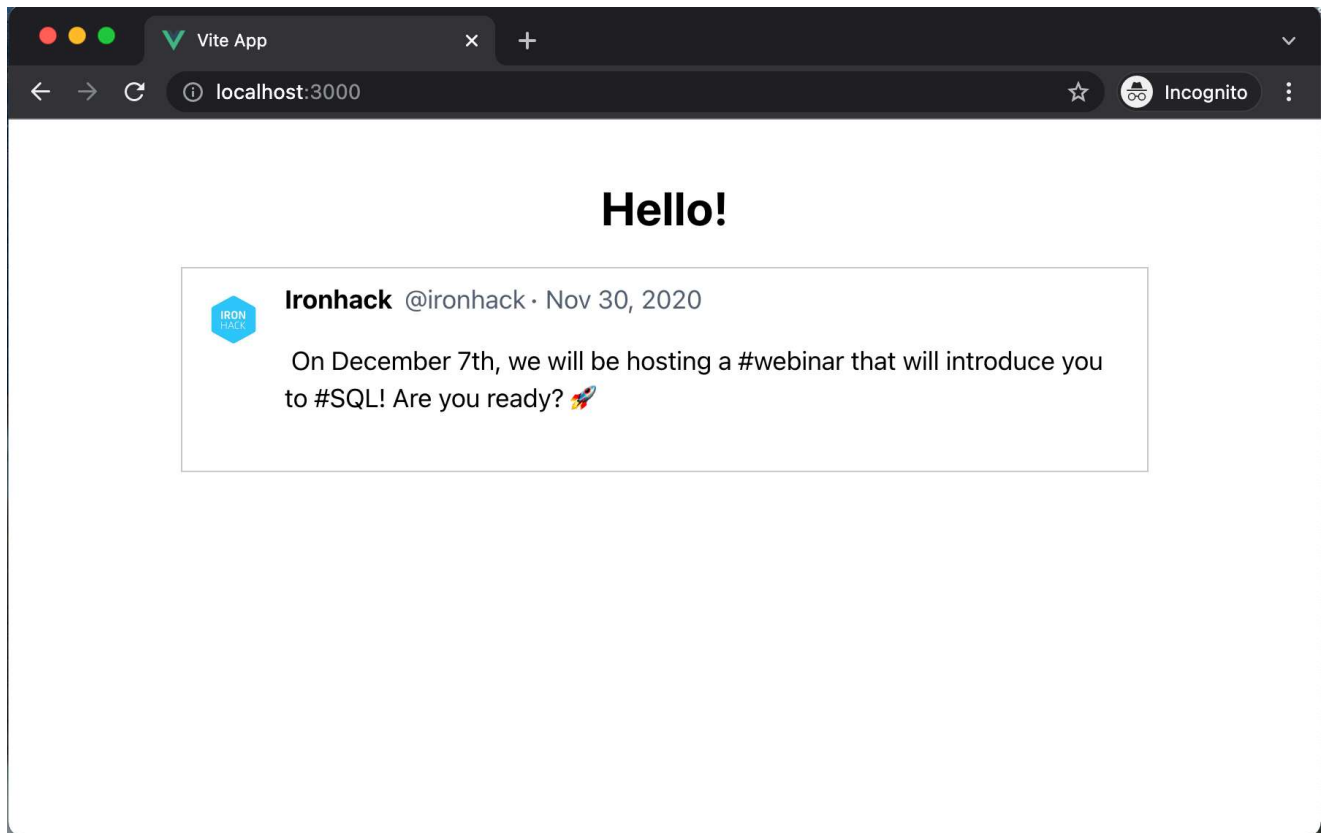 Vite App
localhost:3000
Incognito
Hello!
IRON
HACK
Ironhack @ironhack · Nov 30, 2020
On December 7th, we will be hosting a #webinar that will introduce you
to #SQL! Are you ready? 🚀